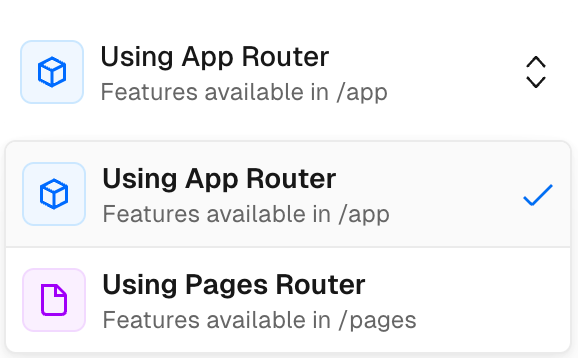 Using App Router
Features available in /app
Using App Router
Features available in /app
Using Pages Router
Features available in /pages